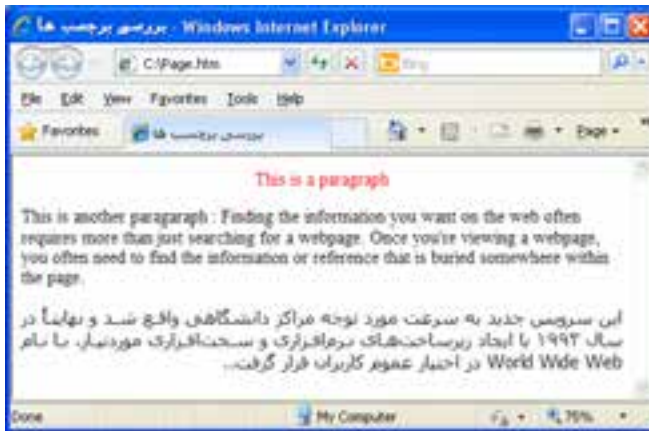 بررسی برچسب ها - Windows Internet Explorer
C:\Page.htm
Bing
File Edit View Favorites Tools Help
Favorites
بررسی برچسب ها
Page
This is a paragraph
This is another paragaraph : Finding the information you want on the web often
requires more than just searching for a webpage. Once you're viewing a webpage,
you often need to find the information or reference that is buried somewhere within
the page.
این سرویس جدید به سرعت مورد توجه مراکز دانشگاهی واقع شد و نهایتاً در
سال ۱۹۹۲ با ایجاد زیرساخت‌های نرم‌افزاری و سخت‌افزاری موردنیاز، با نام
World Wide Web در اختیار عموم کاربران قرار گرفت...
Done
My Computer
75%